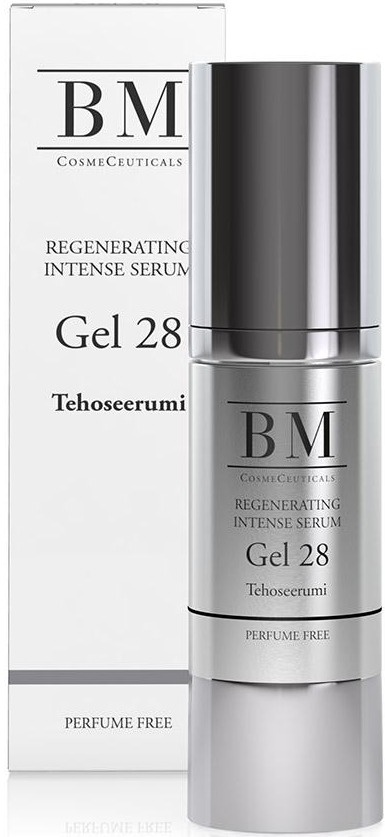 BM
COSMECEUTICALS
REGENERATING
INTENSE SERUM
Gel 28
Tehoseerumi
PERFUME FREE
BM
COSMECEUTICALS
REGENERATING
INTENSE SERUM
Gel 28
Tehoseerumi
PERFUME FREE